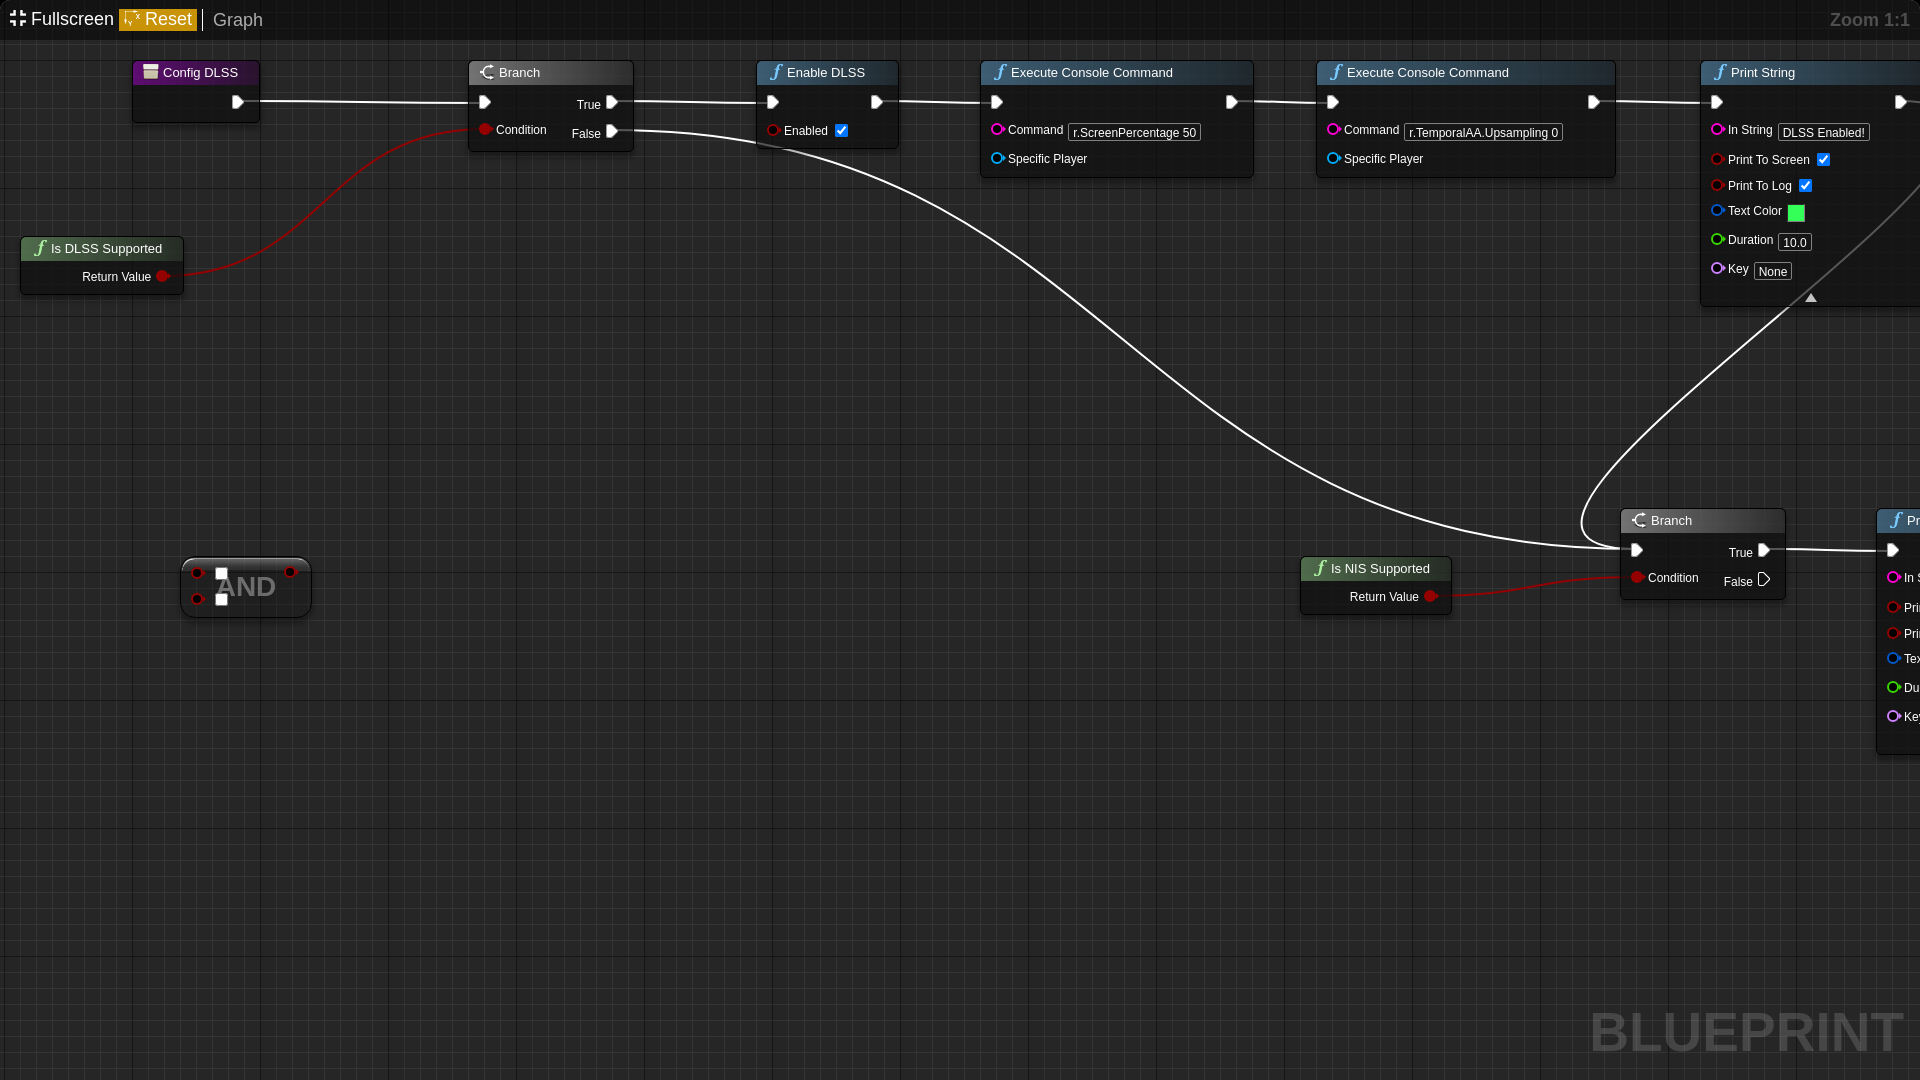 Fullscreen Reset Graph Zoom 1:1
Config DLSS
Branch
True
Condition
False
Enable DLSS
Enabled
Execute Console Command
Command r.ScreenPercentage 50
Specific Player
Execute Console Command
Command r.TemporalAA.Upsampling 0
Specific Player
Print String
In String DLSS Enabled!
Print To Screen
Print To Log
Text Color
Duration 10.0
Key None
Is DLSS Supported
Return Value
AND
Is NIS Supported
Return Value
Branch
True
Condition
False
Pr
In S
Prin
Prin
Tex
Du
Key
BLUEPRINT